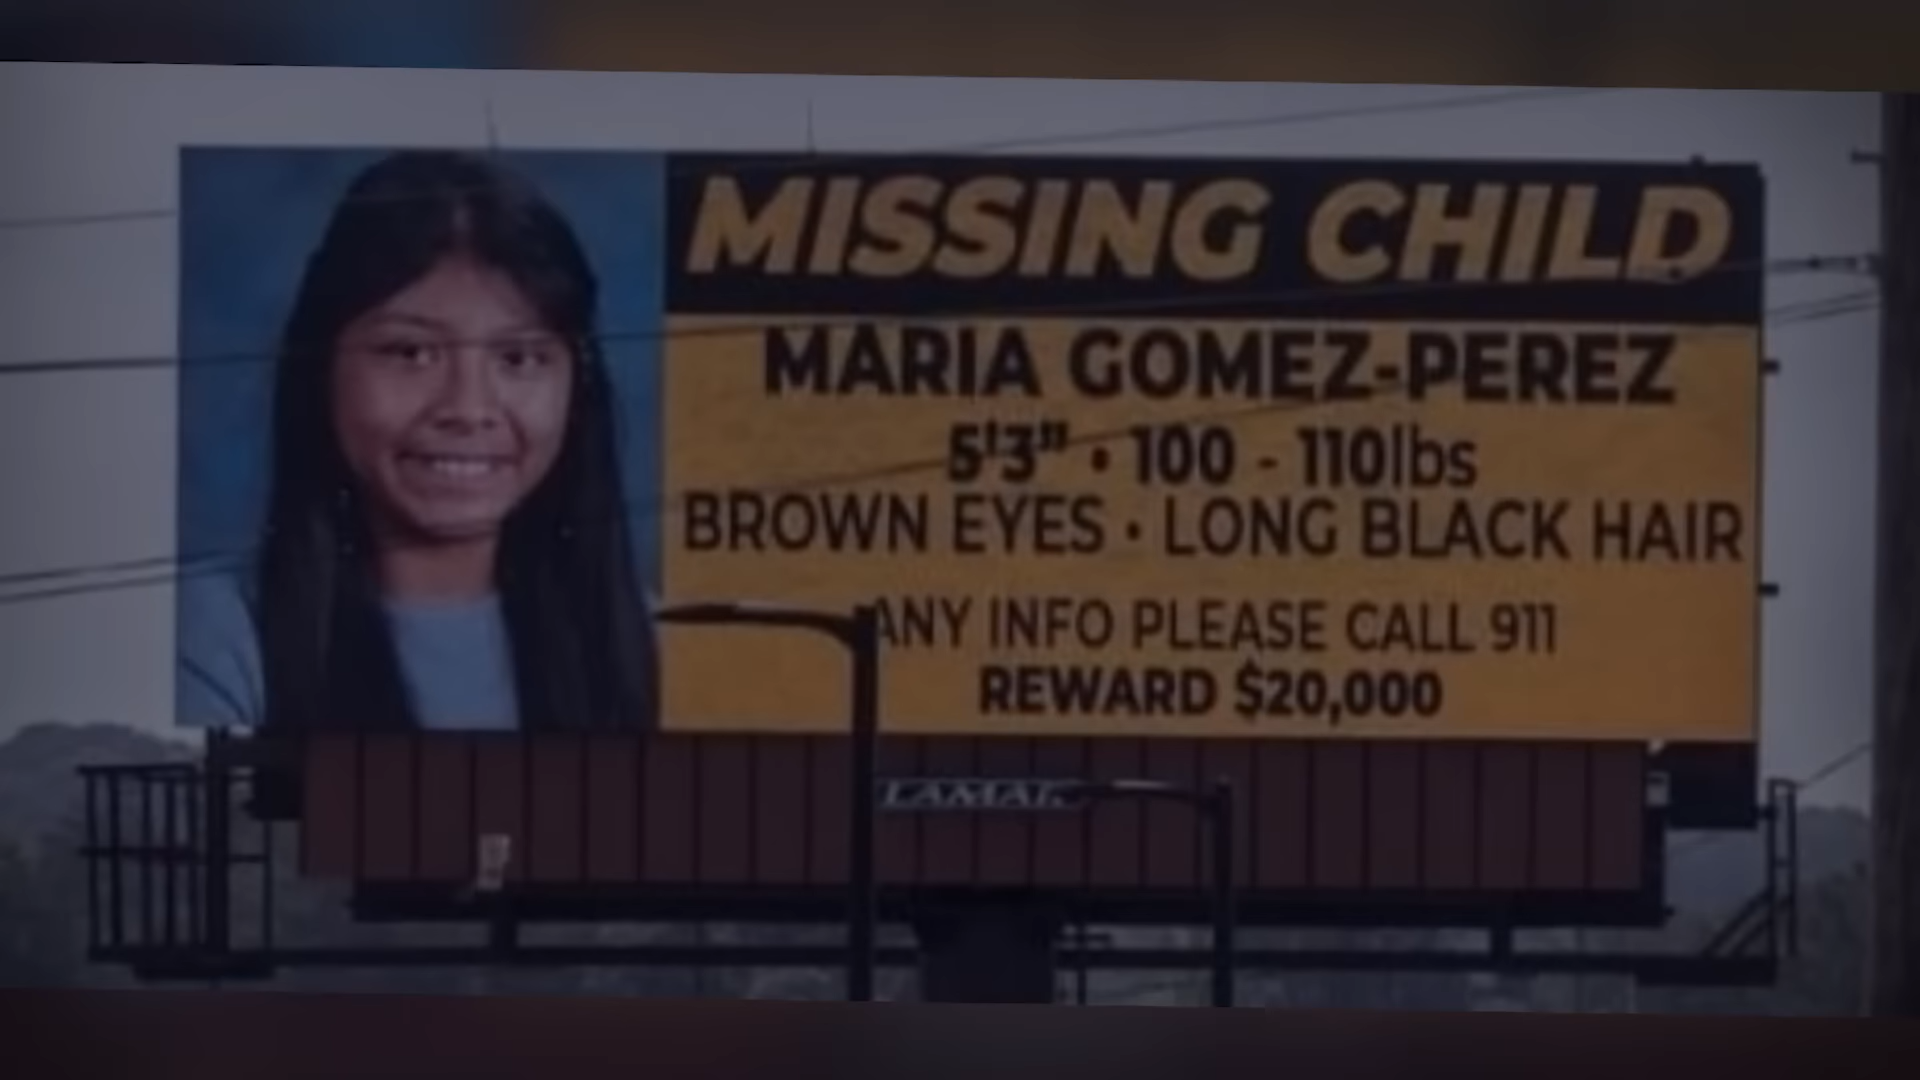 MISSING CHILD
MARIA GOMEZ-PEREZ
5'3" • 100 - 110lbs
BROWN EYES • LONG BLACK HAIR
ANY INFO PLEASE CALL 911
REWARD $20,000
LAMAR